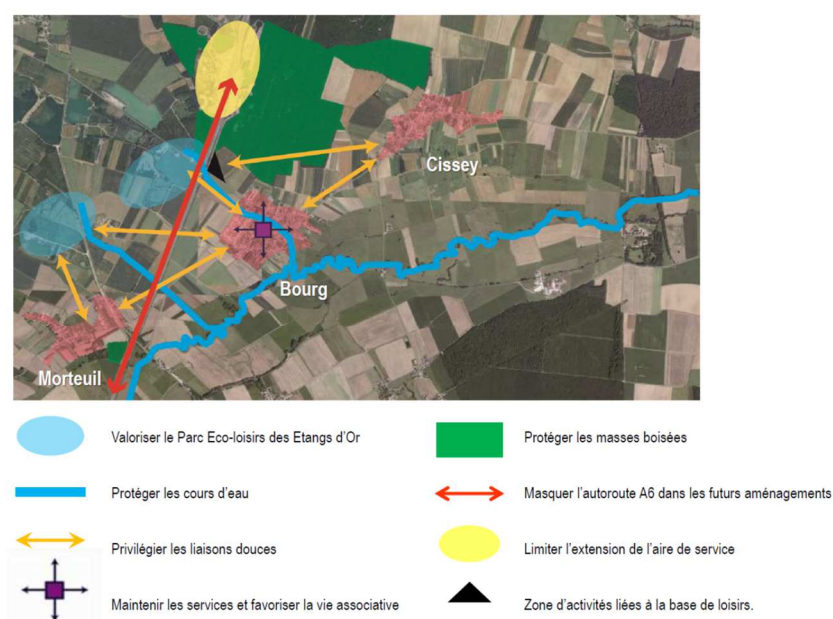 Cissey
Bourg
Morteuil
Valoriser le Parc Eco-loisirs des Etangs d’Or
Protéger les masses boisées
Protéger les cours d’eau
Masquer l’autoroute A6 dans les futurs aménagements
Privilégier les liaisons douces
Limiter l’extension de l’aire de service
Maintenir les services et favoriser la vie associative
Zone d’activités liées à la base de loisirs.